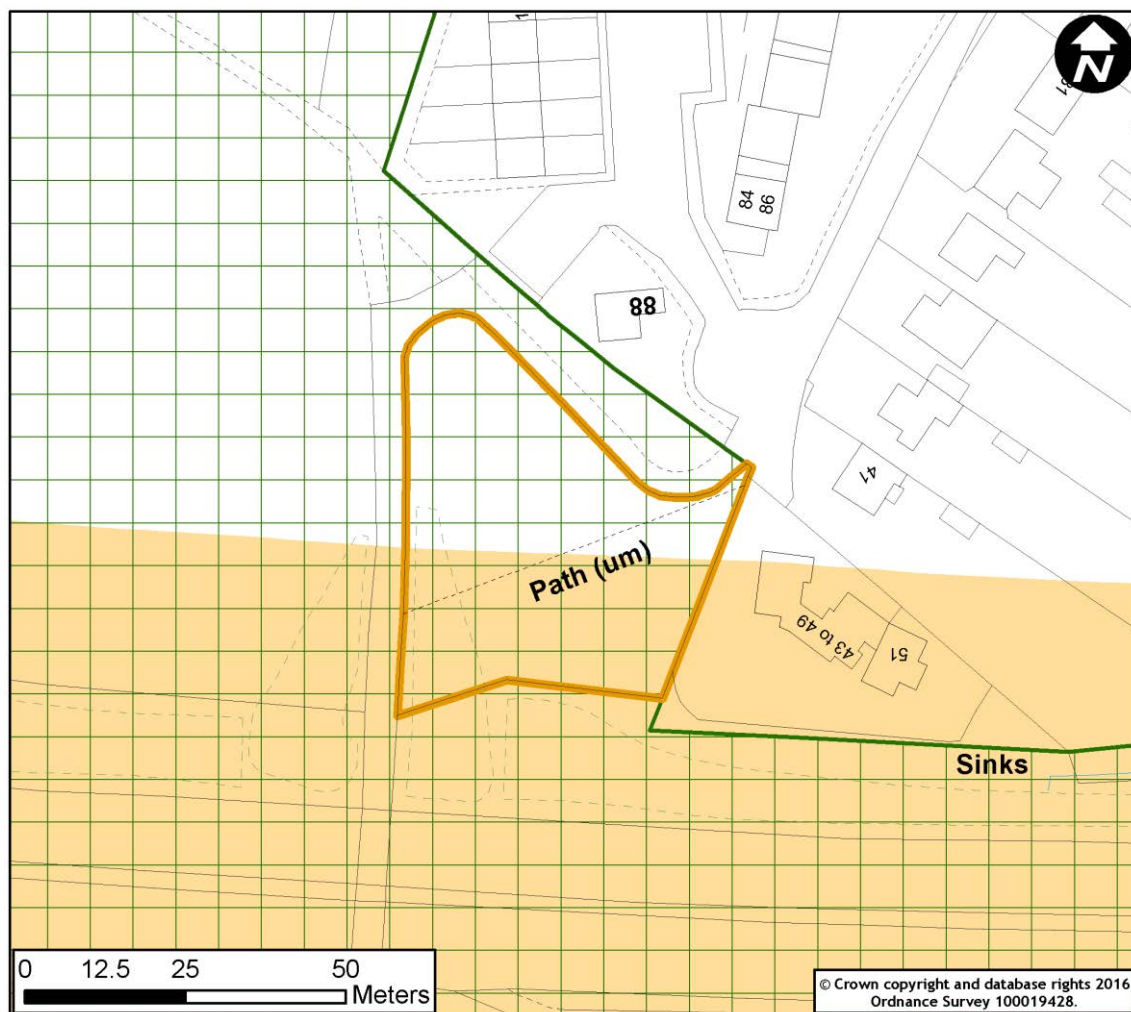 N
84
86
88
41
Path (um)
43 to 49
51
Sinks
0 12.5 25 50
Meters
© Crown copyright and database rights 2016
Ordnance Survey 100019428.